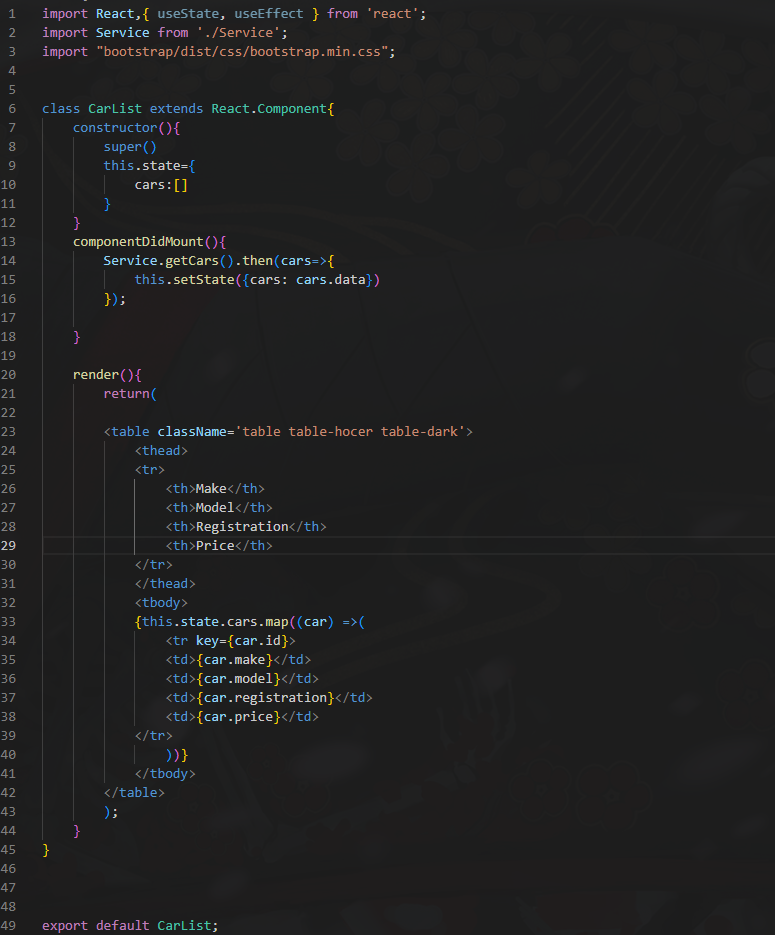 1 import React,{ useState, useEffect } from 'react';
2 import Service from './Service';
3 import "bootstrap/dist/css/bootstrap.min.css";
4
5
6 class CarList extends React.Component{
7     constructor(){
8         super()
9         this.state={
10             cars:[]
11         }
12     }
13     componentDidMount(){
14         Service.getCars().then(cars=>{
15             this.setState({cars: cars.data})
16         });
17
18     }
19
20     render(){
21         return(
22
23         <table className='table table-hocer table-dark'>
24             <thead>
25             <tr>
26                 <th>Make</th>
27                 <th>Model</th>
28                 <th>Registration</th>
29                 <th>Price</th>
30             </tr>
31             </thead>
32             <tbody>
33             {this.state.cars.map((car) =>(
34                 <tr key={car.id}>
35                 <td>{car.make}</td>
36                 <td>{car.model}</td>
37                 <td>{car.registration}</td>
38                 <td>{car.price}</td>
39             </tr>
40                 ))}
41             </tbody>
42         </table>
43         );
44     }
45 }
46
47
48
49 export default CarList;